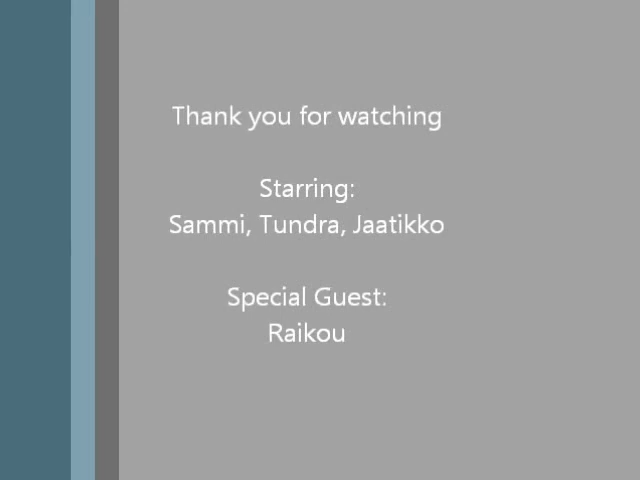 Thank you for watching
Starring:
Sammi, Tundra, Jaatikko
Special Guest:
Raikou